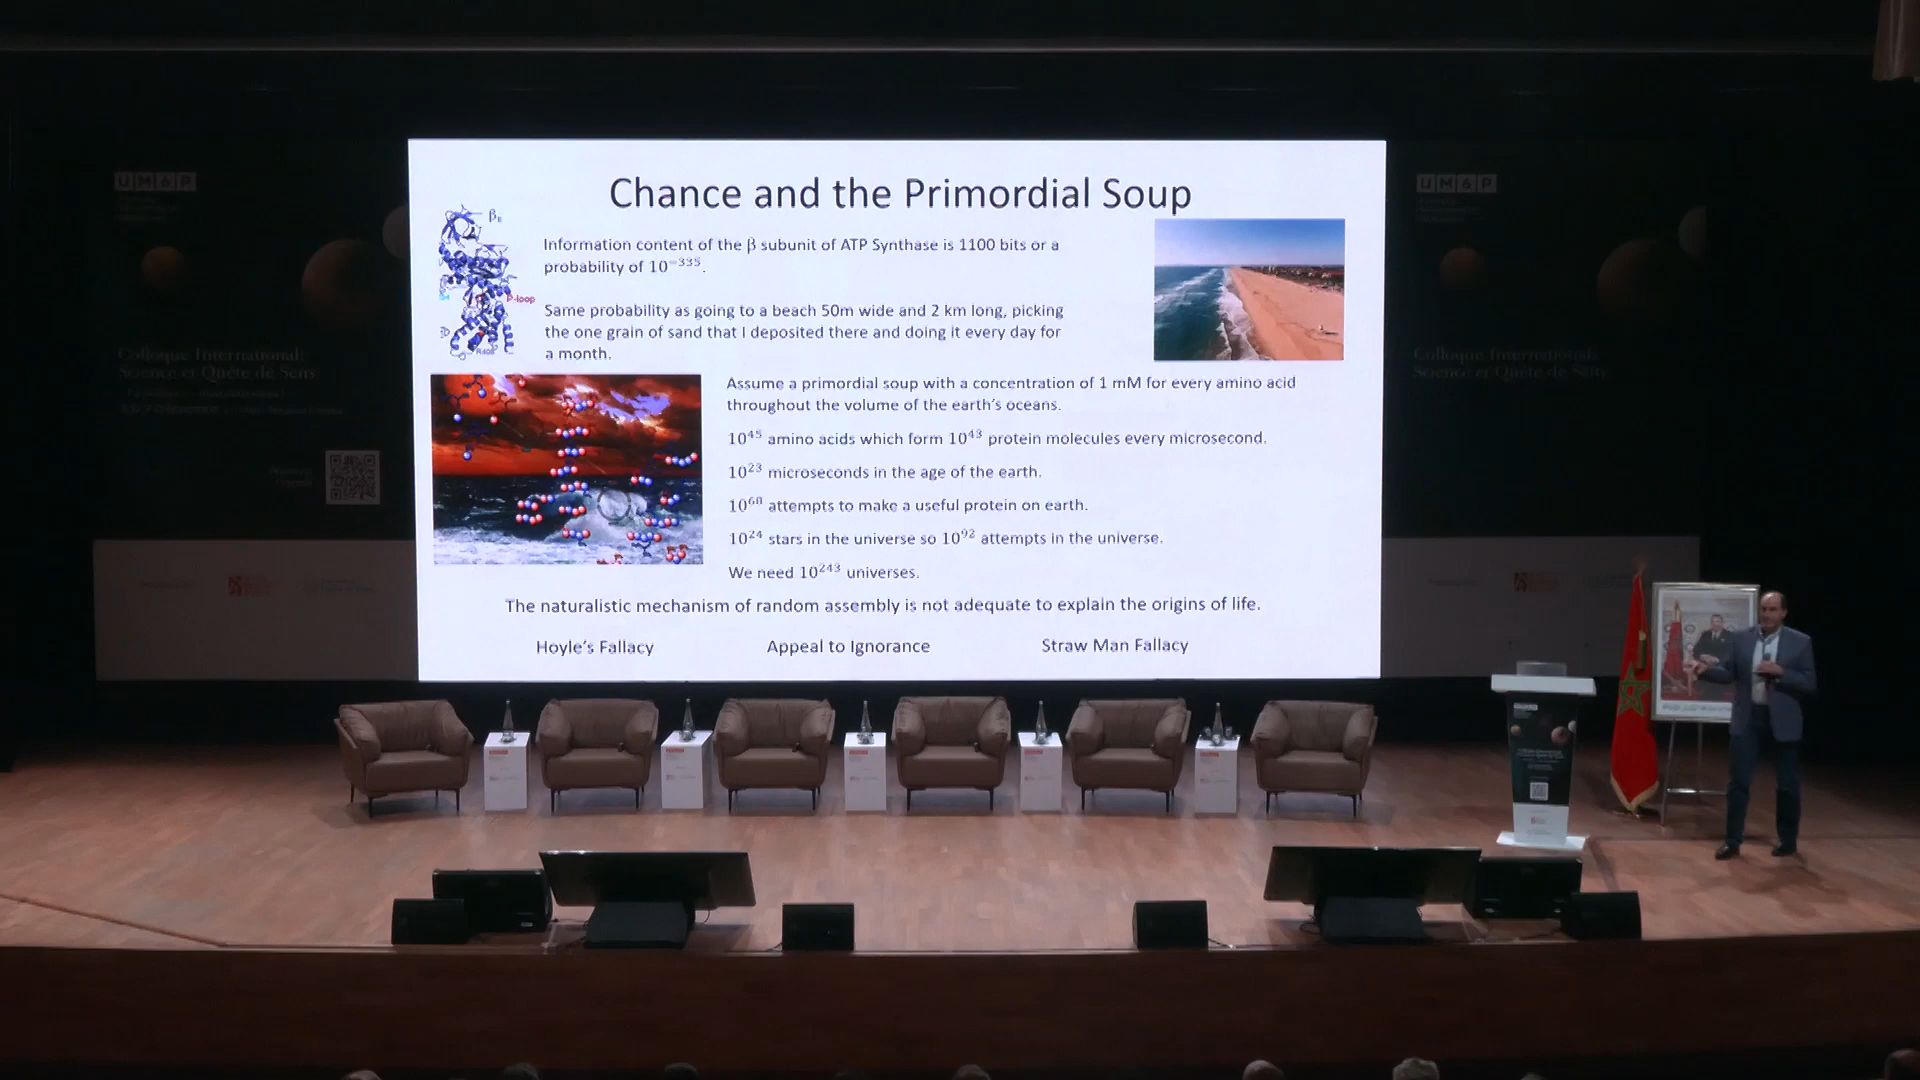 Chance and the Primordial Soup
β
Information content of the β subunit of ATP Synthase is 1100 bits or a
probability of 10⁻³³⁵.
P-loop
Same probability as going to a beach 50m wide and 2 km long, picking
the one grain of sand that I deposited there and doing it every day for
a month.
Assume a primordial soup with a concentration of 1 mM for every amino acid
throughout the volume of the earth's oceans.
10⁴⁵ amino acids which form 10⁴³ protein molecules every microsecond.
10²³ microseconds in the age of the earth.
10⁶⁸ attempts to make a useful protein on earth.
10²⁴ stars in the universe so 10⁹² attempts in the universe.
We need 10²⁴³ universes.
The naturalistic mechanism of random assembly is not adequate to explain the origins of life.
Hoyle's Fallacy
Appeal to Ignorance
Straw Man Fallacy
UM6P
Colloque International:
Science et Quête de Sens
UM6P
Colloque International:
Science et Quête de Sens